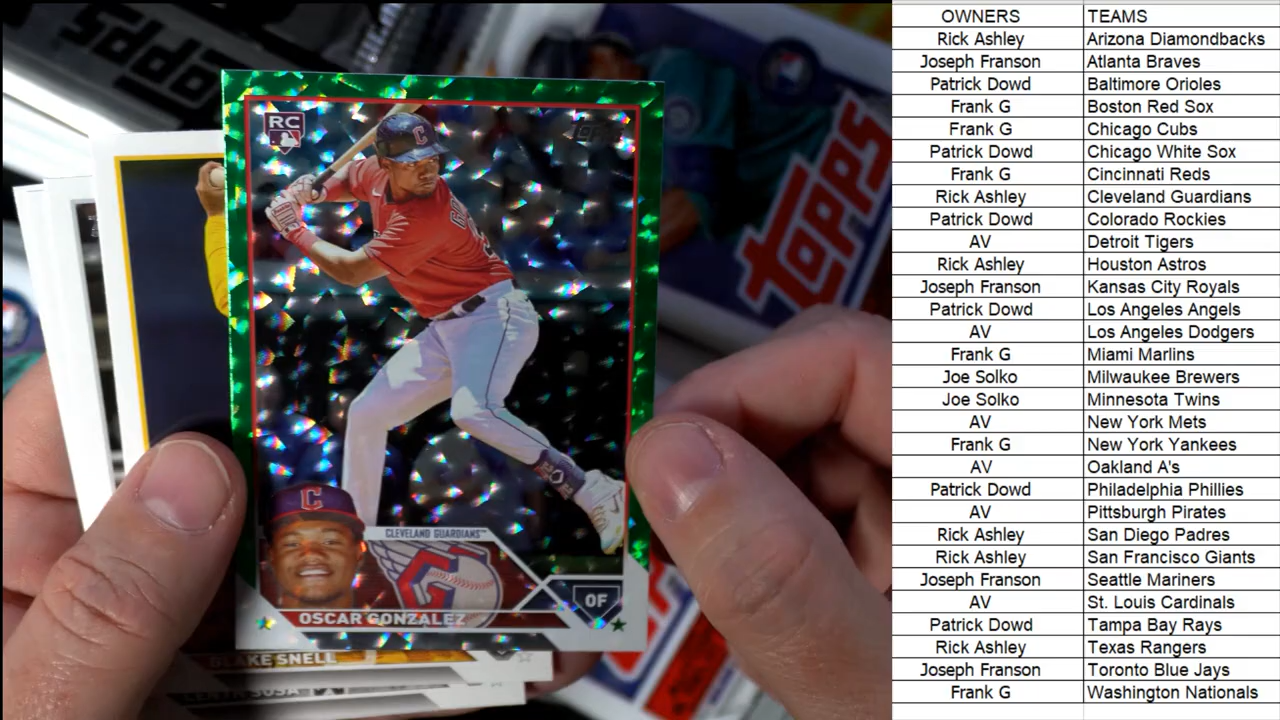 TOPPS
TOPPS
RC
TOPPS
C
C
CLEVELAND GUARDIANS™
OSCAR GONZALEZ
OF
BLAKE SNELL
OWNERS TEAMS
Rick Ashley Arizona Diamondbacks
Joseph Franson Atlanta Braves
Patrick Dowd Baltimore Orioles
Frank G Boston Red Sox
Frank G Chicago Cubs
Patrick Dowd Chicago White Sox
Frank G Cincinnati Reds
Rick Ashley Cleveland Guardians
Patrick Dowd Colorado Rockies
AV Detroit Tigers
Rick Ashley Houston Astros
Joseph Franson Kansas City Royals
Patrick Dowd Los Angeles Angels
AV Los Angeles Dodgers
Frank G Miami Marlins
Joe Solko Milwaukee Brewers
Joe Solko Minnesota Twins
AV New York Mets
Frank G New York Yankees
AV Oakland A's
Patrick Dowd Philadelphia Phillies
AV Pittsburgh Pirates
Rick Ashley San Diego Padres
Rick Ashley San Francisco Giants
Joseph Franson Seattle Mariners
AV St. Louis Cardinals
Patrick Dowd Tampa Bay Rays
Rick Ashley Texas Rangers
Joseph Franson Toronto Blue Jays
Frank G Washington Nationals